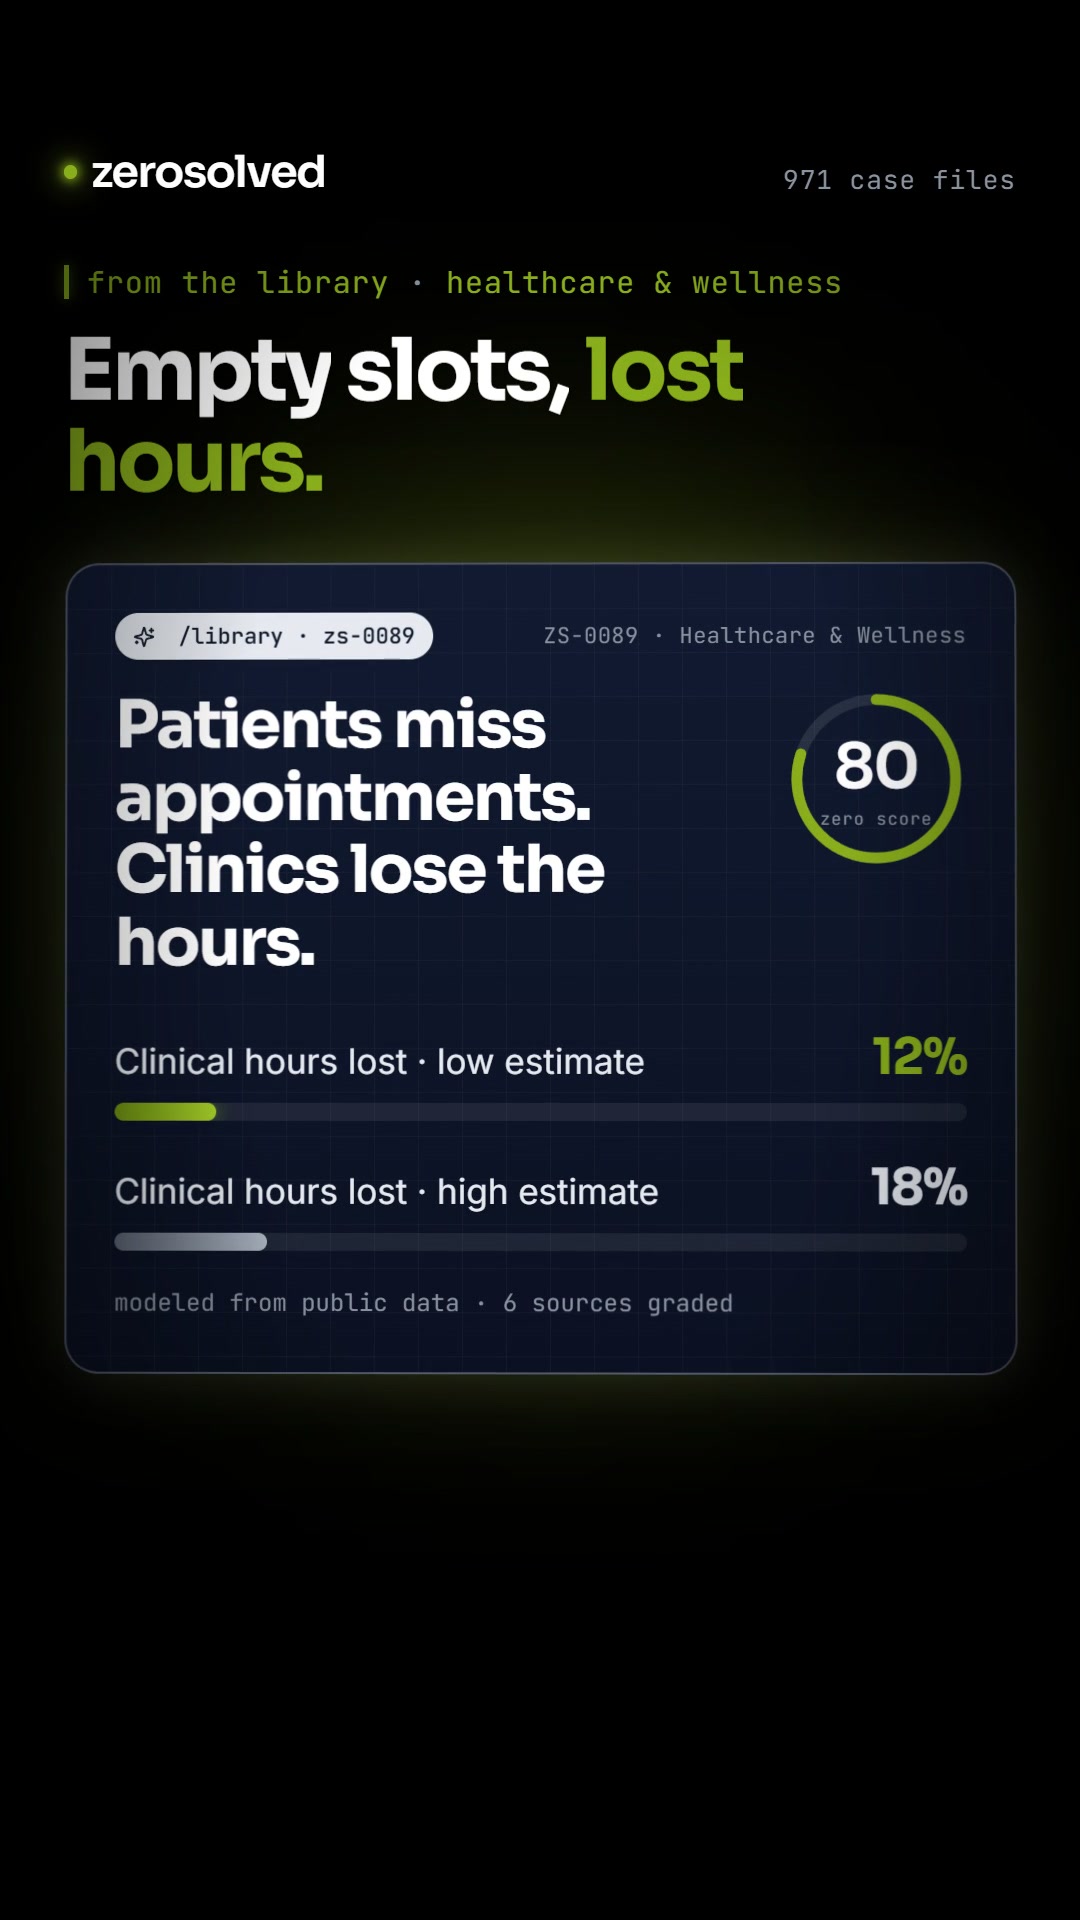 zerosolved
971 case files
from the library · healthcare & wellness
Empty slots, lost
hours.
/library · zs-0089
ZS-0089 · Healthcare & Wellness
Patients miss
appointments.
Clinics lose the
hours.
80
zero score
Clinical hours lost · low estimate
12%
Clinical hours lost · high estimate
18%
modeled from public data · 6 sources graded